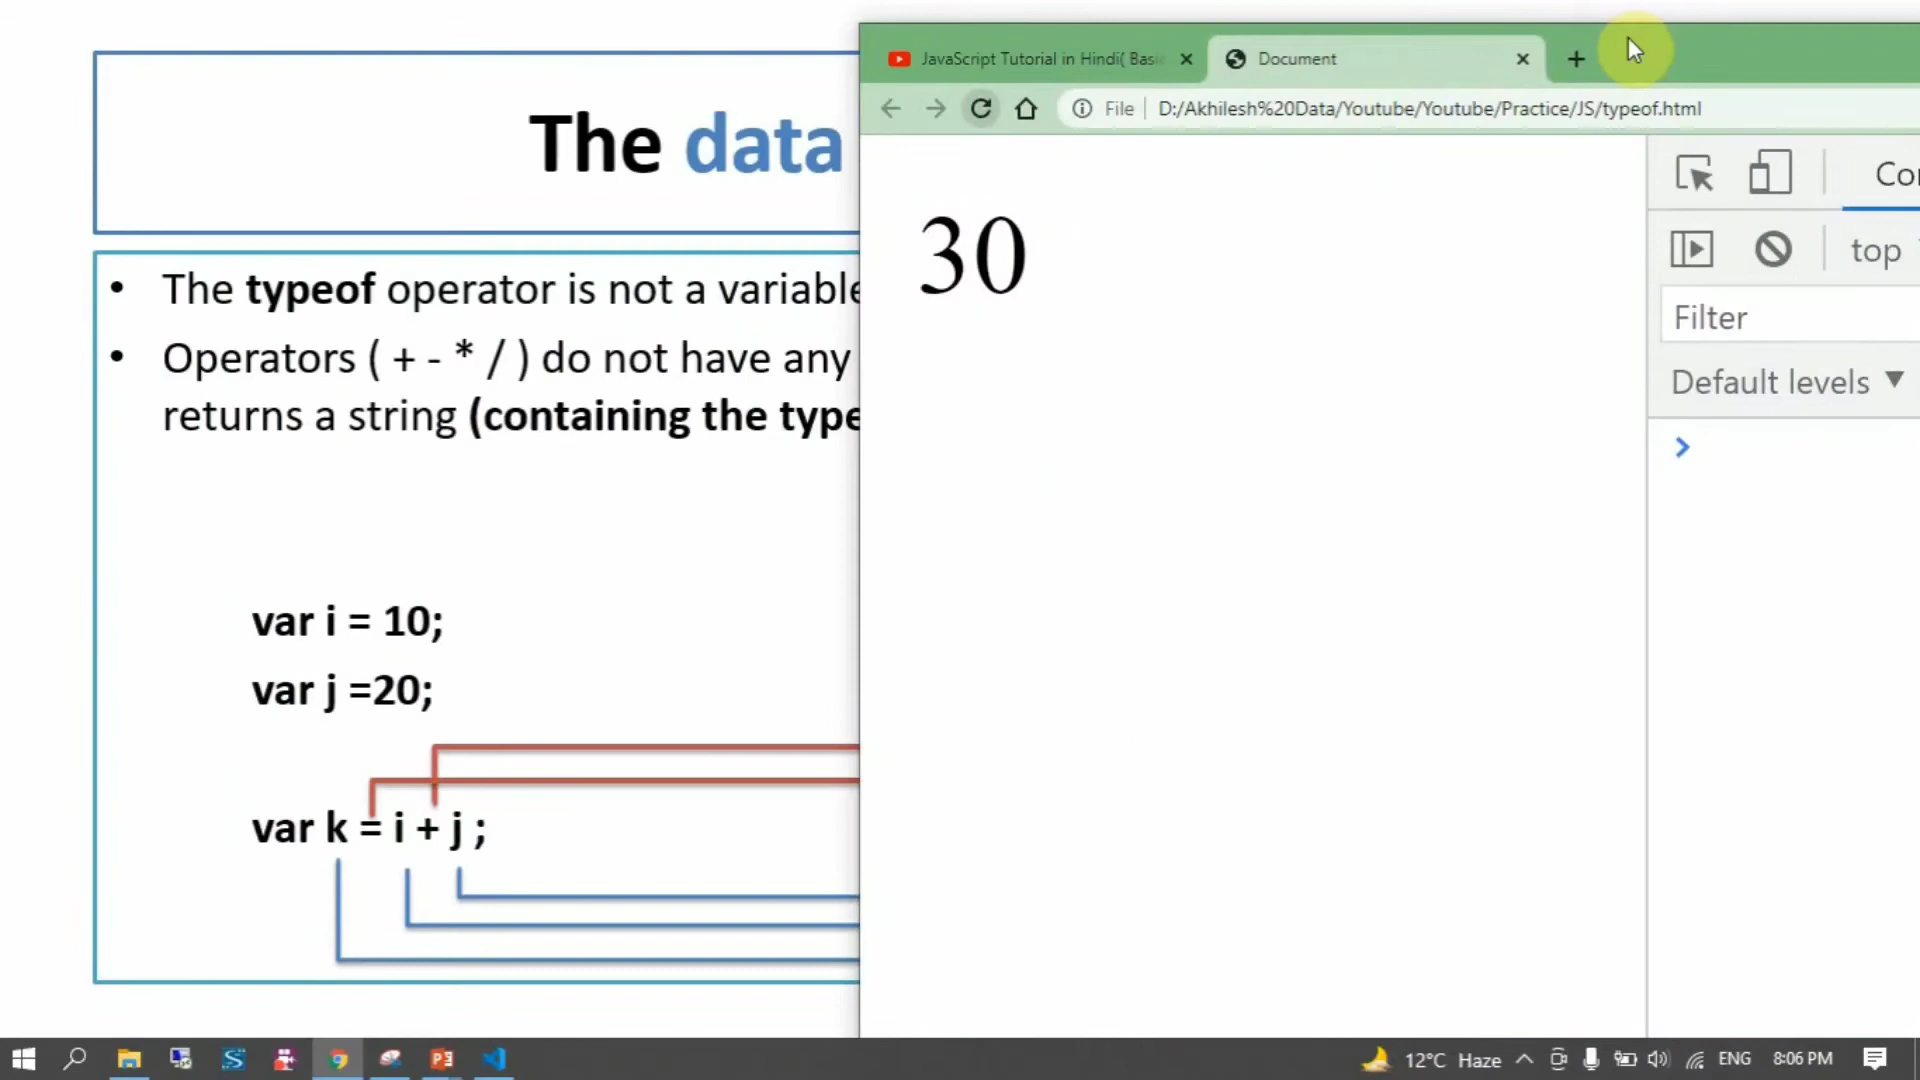 The data
• The typeof operator is not a variable
• Operators ( + - * / ) do not have any
returns a string (containing the type
var i = 10;
var j =20;
var k = i + j ;
JavaScript Tutorial in Hindi( Basi
Document
File
D:/Akhilesh%20Data/Youtube/Youtube/Practice/JS/typeof.html
30
Co
top
Filter
Default levels
12°C Haze
ENG
8:06 PM